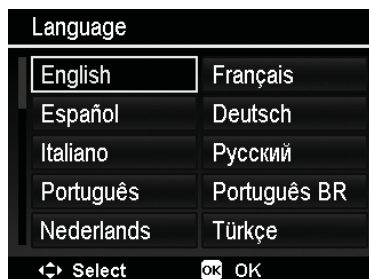 Language
English Français
Español Deutsch
Italiano Русский
Português Português BR
Nederlands Türkçe
Select OK OK